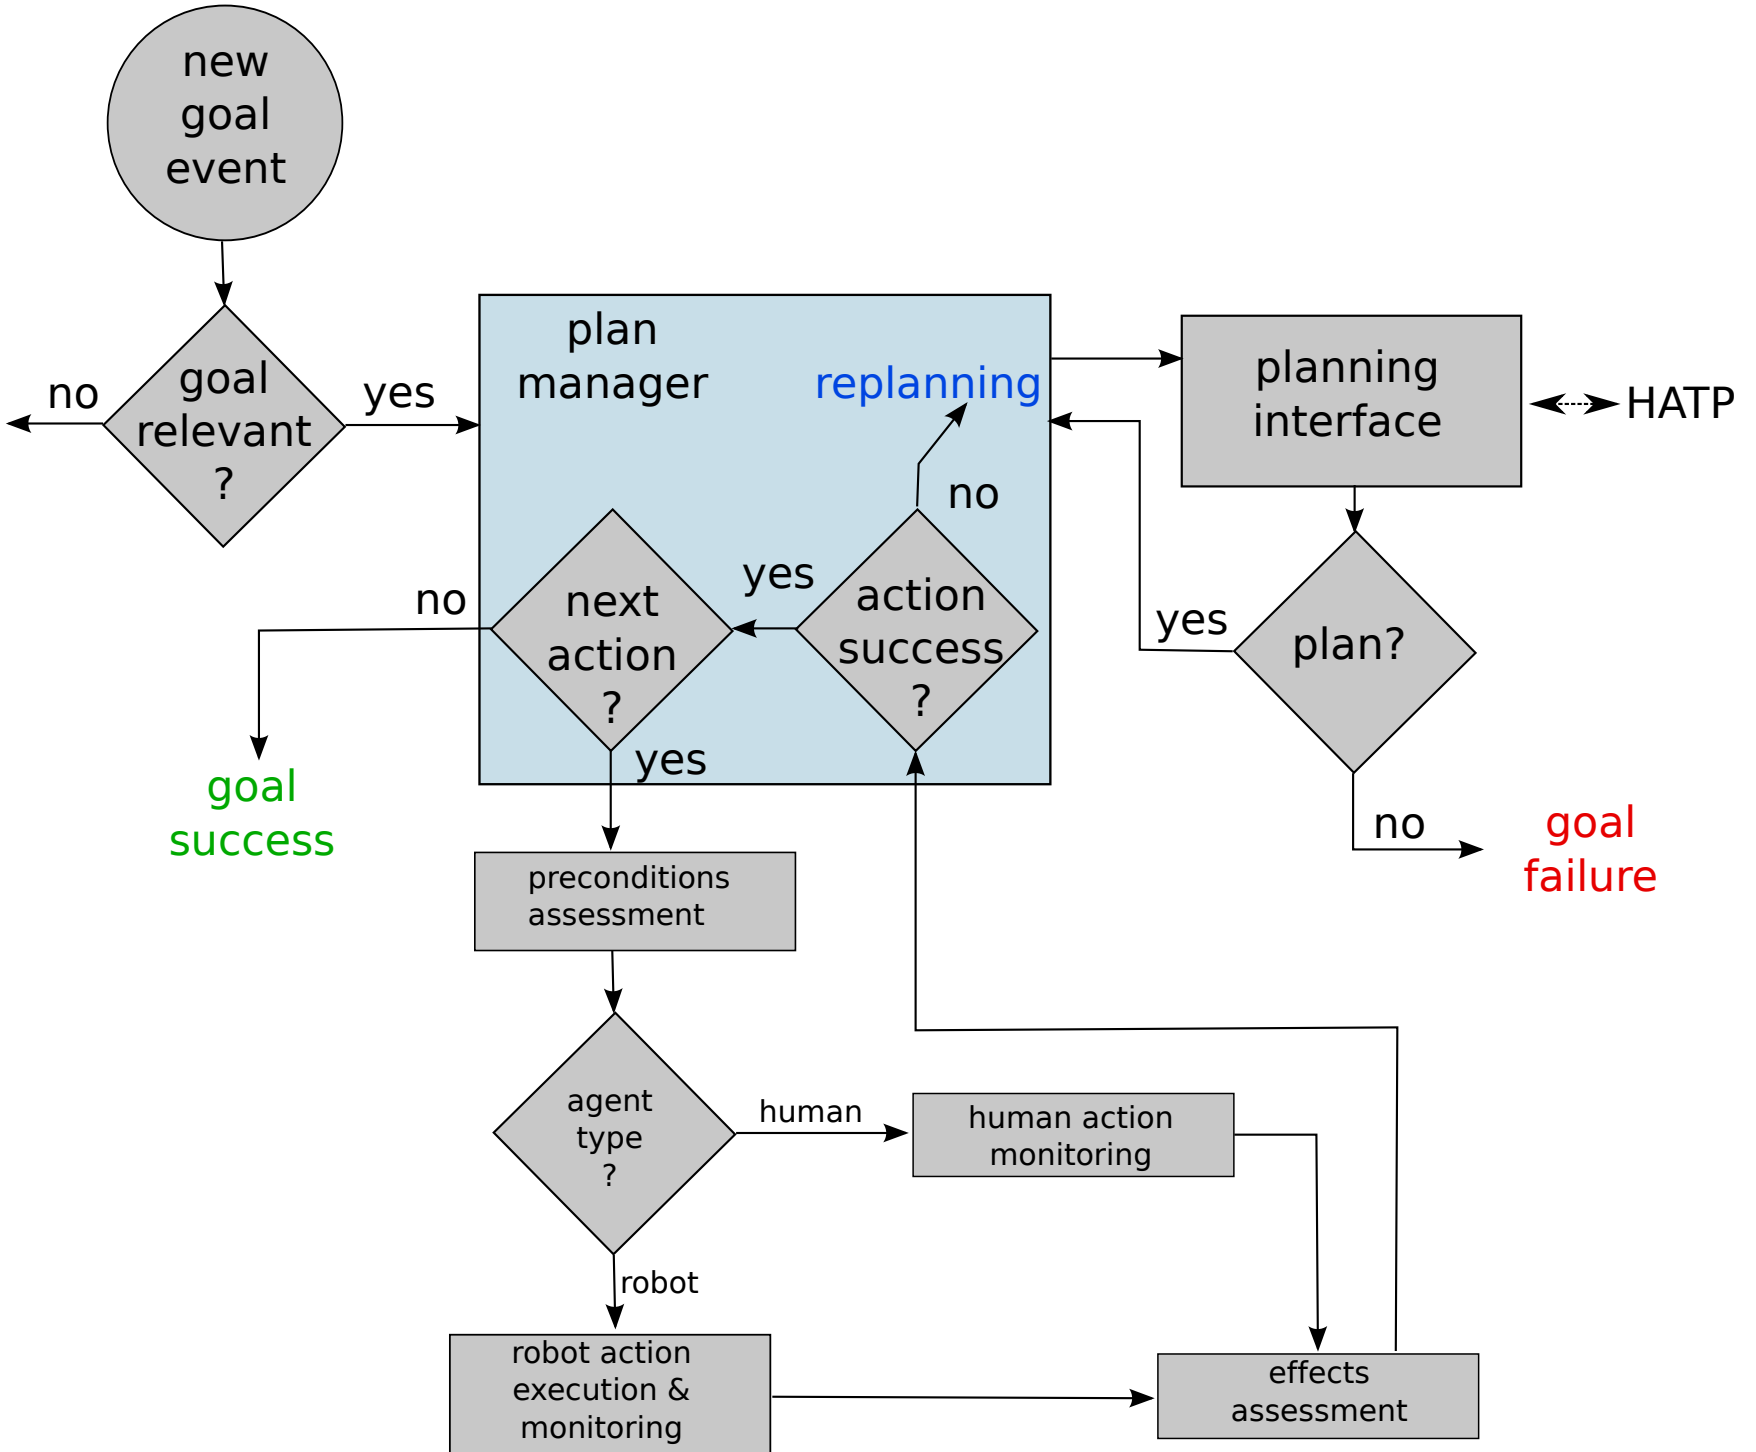 new
goal
event
goal
relevant
?
no
yes
plan
manager
replanning
no
yes
next
action
?
action
success
?
no
yes
planning
interface
HATP
plan?
yes
no
goal
failure
goal
success
preconditions
assessment
agent
type
?
human
human action
monitoring
robot
robot action
execution &
monitoring
effects
assessment